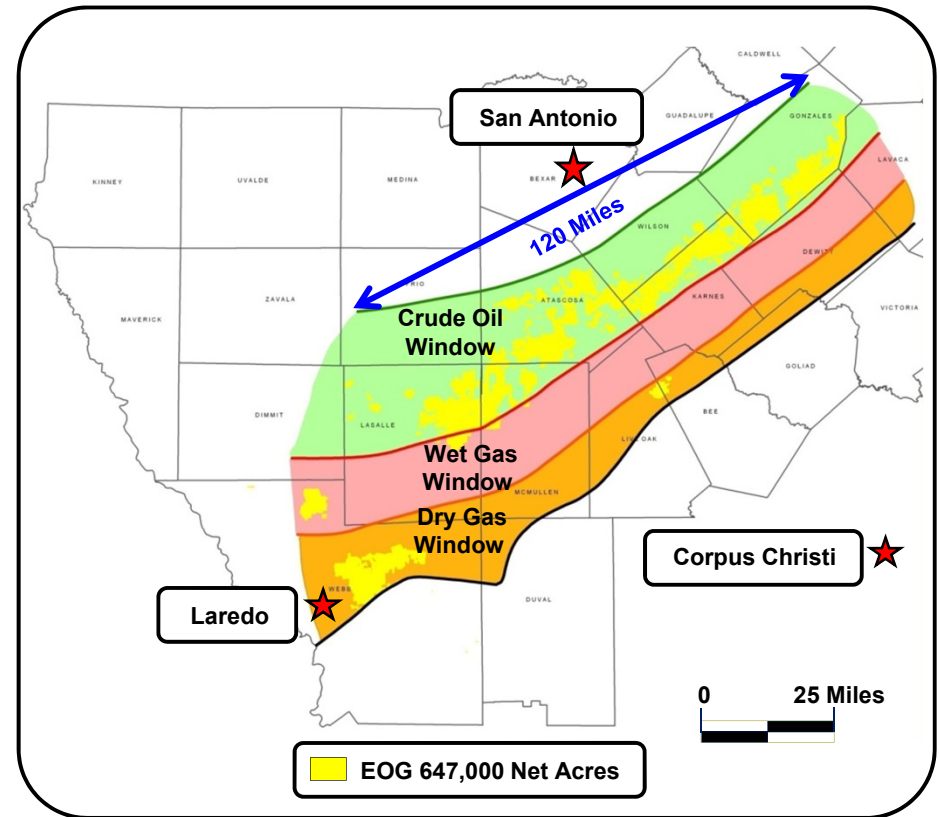 CALDWELL
San Antonio
GUADALUPE
GONZALES
KINNEY
UVALDE
MEDINA
BEXAR
LAVACA
120 Miles
WILSON
DEWITT
ZAVALA
RIO
ATASCOSA
MAVERICK
Crude Oil
Window
KARNES
VICTORIA
GOLIAD
DIMMIT
LASALLE
BEE
LIVE OAK
Wet Gas
Window
MCMULLEN
Dry Gas
Window
Corpus Christi
WEBB
Laredo
DUVAL
0 25 Miles
EOG 647,000 Net Acres